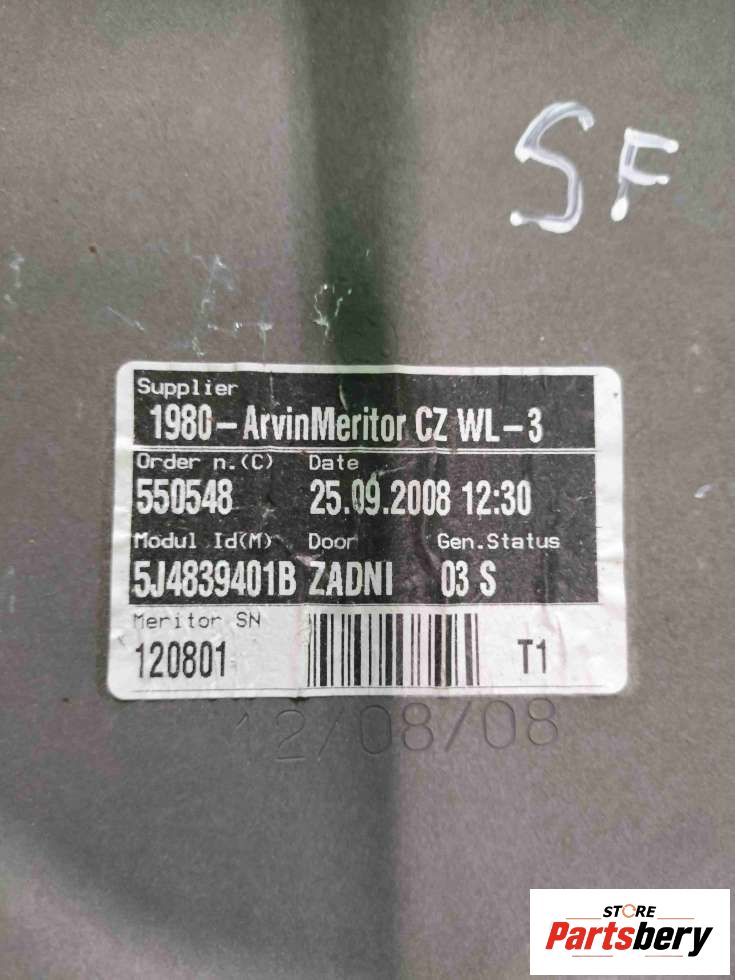 SF
Supplier
1980-ArvinMeritor CZ WL-3
Order n.(C) Date
550548 25.09.2008 12:30
Modul Id(M) Door Gen.Status
5J4839401B ZADNI 03 S
Meritor SN
120801 T1
12/08/08
STORE
Partsbery